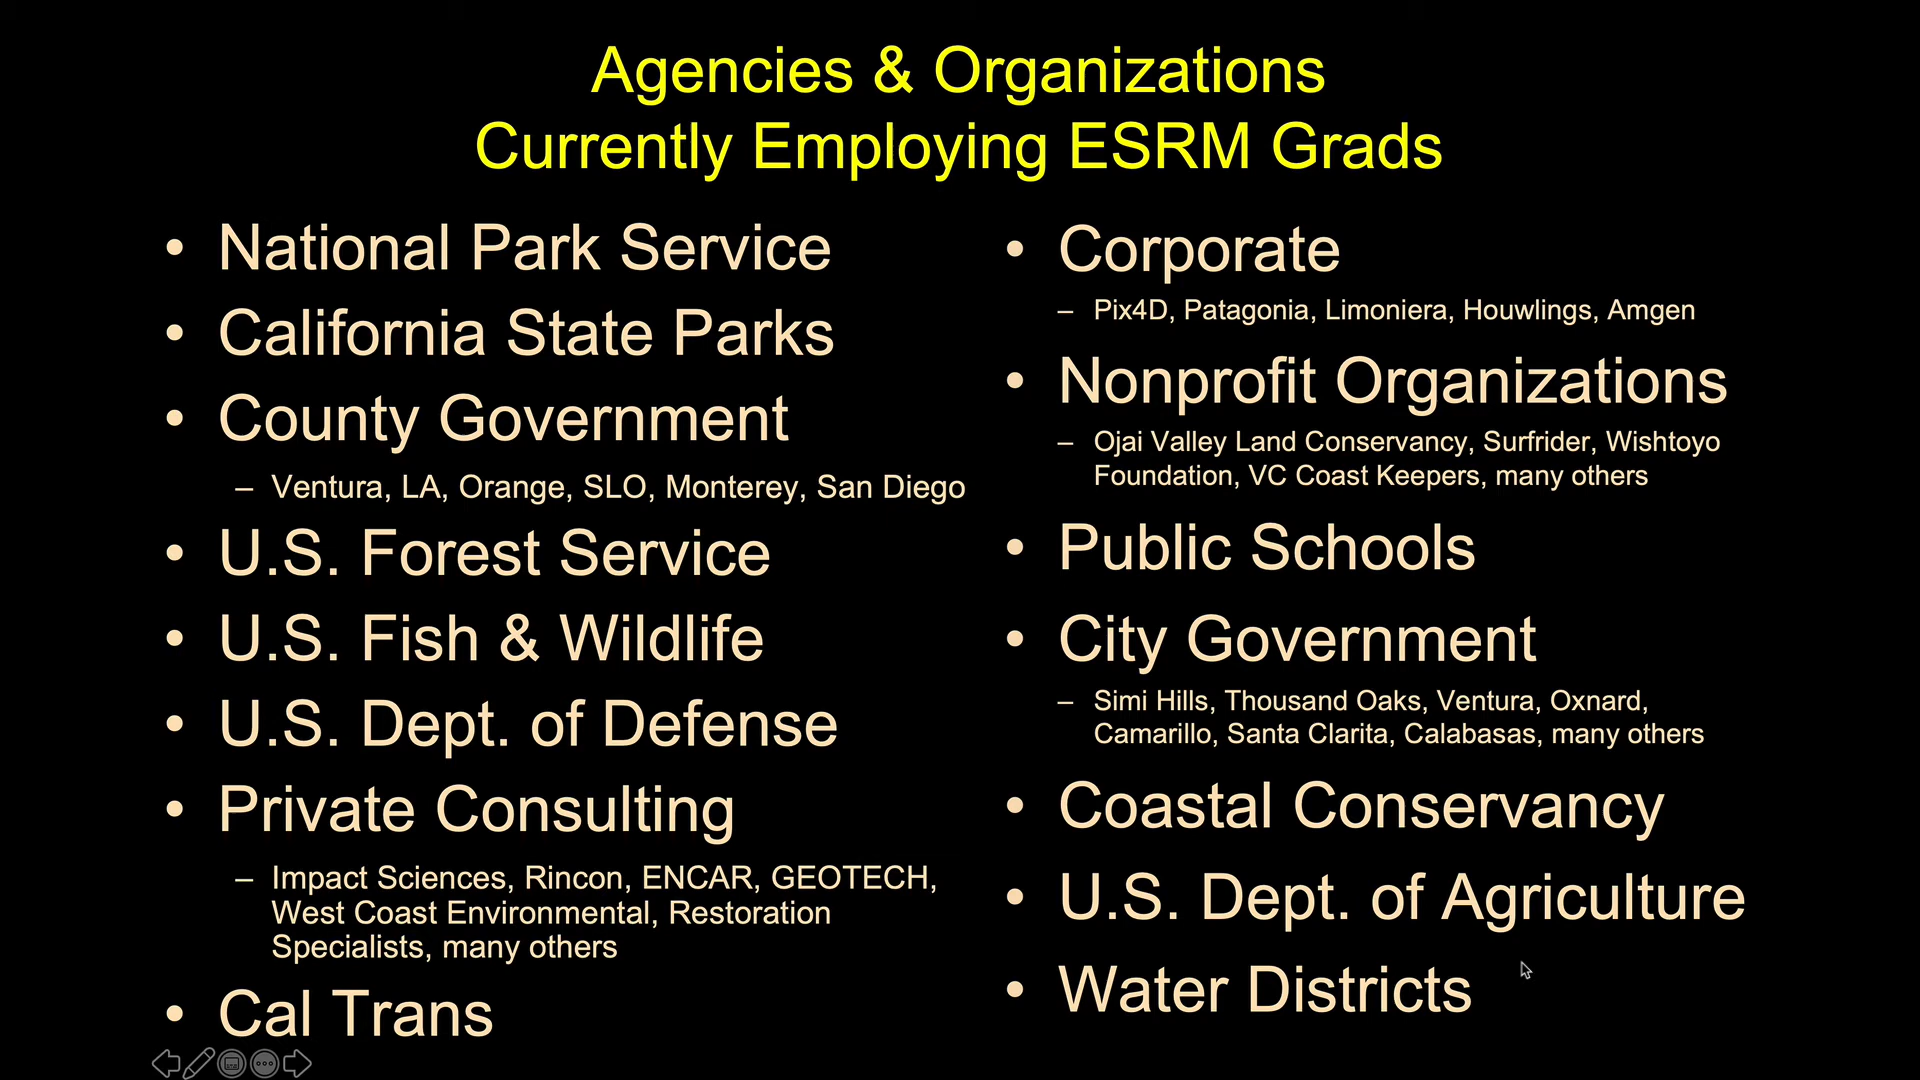 Agencies & Organizations
Currently Employing ESRM Grads
• National Park Service
• California State Parks
• County Government
– Ventura, LA, Orange, SLO, Monterey, San Diego
• U.S. Forest Service
• U.S. Fish & Wildlife
• U.S. Dept. of Defense
• Private Consulting
– Impact Sciences, Rincon, ENCAR, GEOTECH,
West Coast Environmental, Restoration
Specialists, many others
• Cal Trans
• Corporate
– Pix4D, Patagonia, Limoniera, Houwlings, Amgen
• Nonprofit Organizations
– Ojai Valley Land Conservancy, Surfrider, Wishtoyo
Foundation, VC Coast Keepers, many others
• Public Schools
• City Government
– Simi Hills, Thousand Oaks, Ventura, Oxnard,
Camarillo, Santa Clarita, Calabasas, many others
• Coastal Conservancy
• U.S. Dept. of Agriculture
• Water Districts